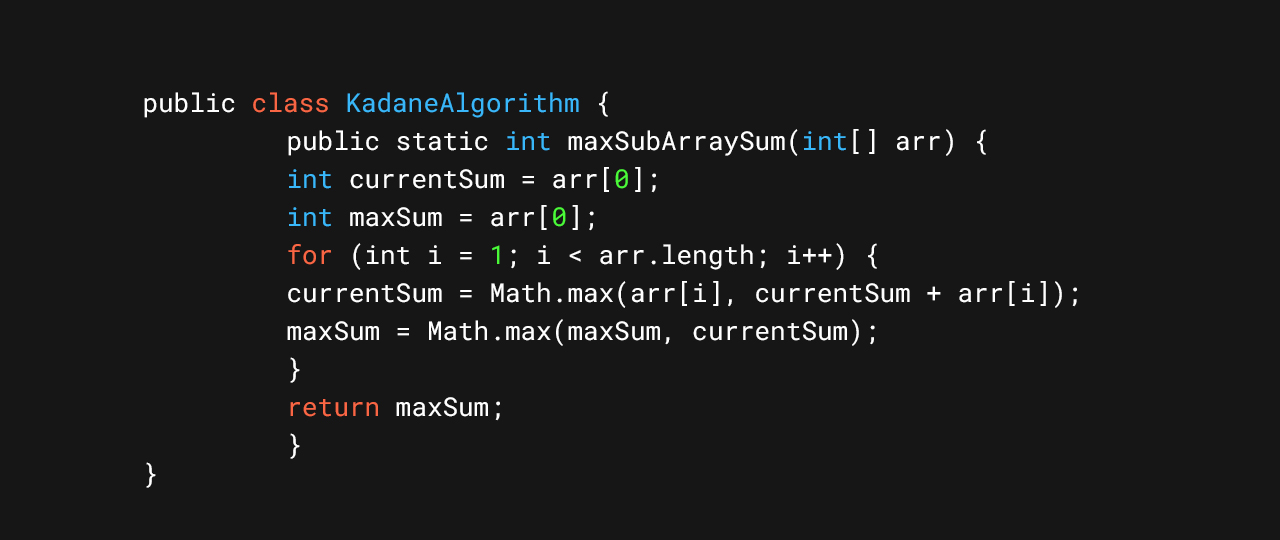 public class KadaneAlgorithm {
public static int maxSubArraySum(int[] arr) {
int currentSum = arr[0];
int maxSum = arr[0];
for (int i = 1; i < arr.length; i++) {
currentSum = Math.max(arr[i], currentSum + arr[i]);
maxSum = Math.max(maxSum, currentSum);
}
return maxSum;
}
}